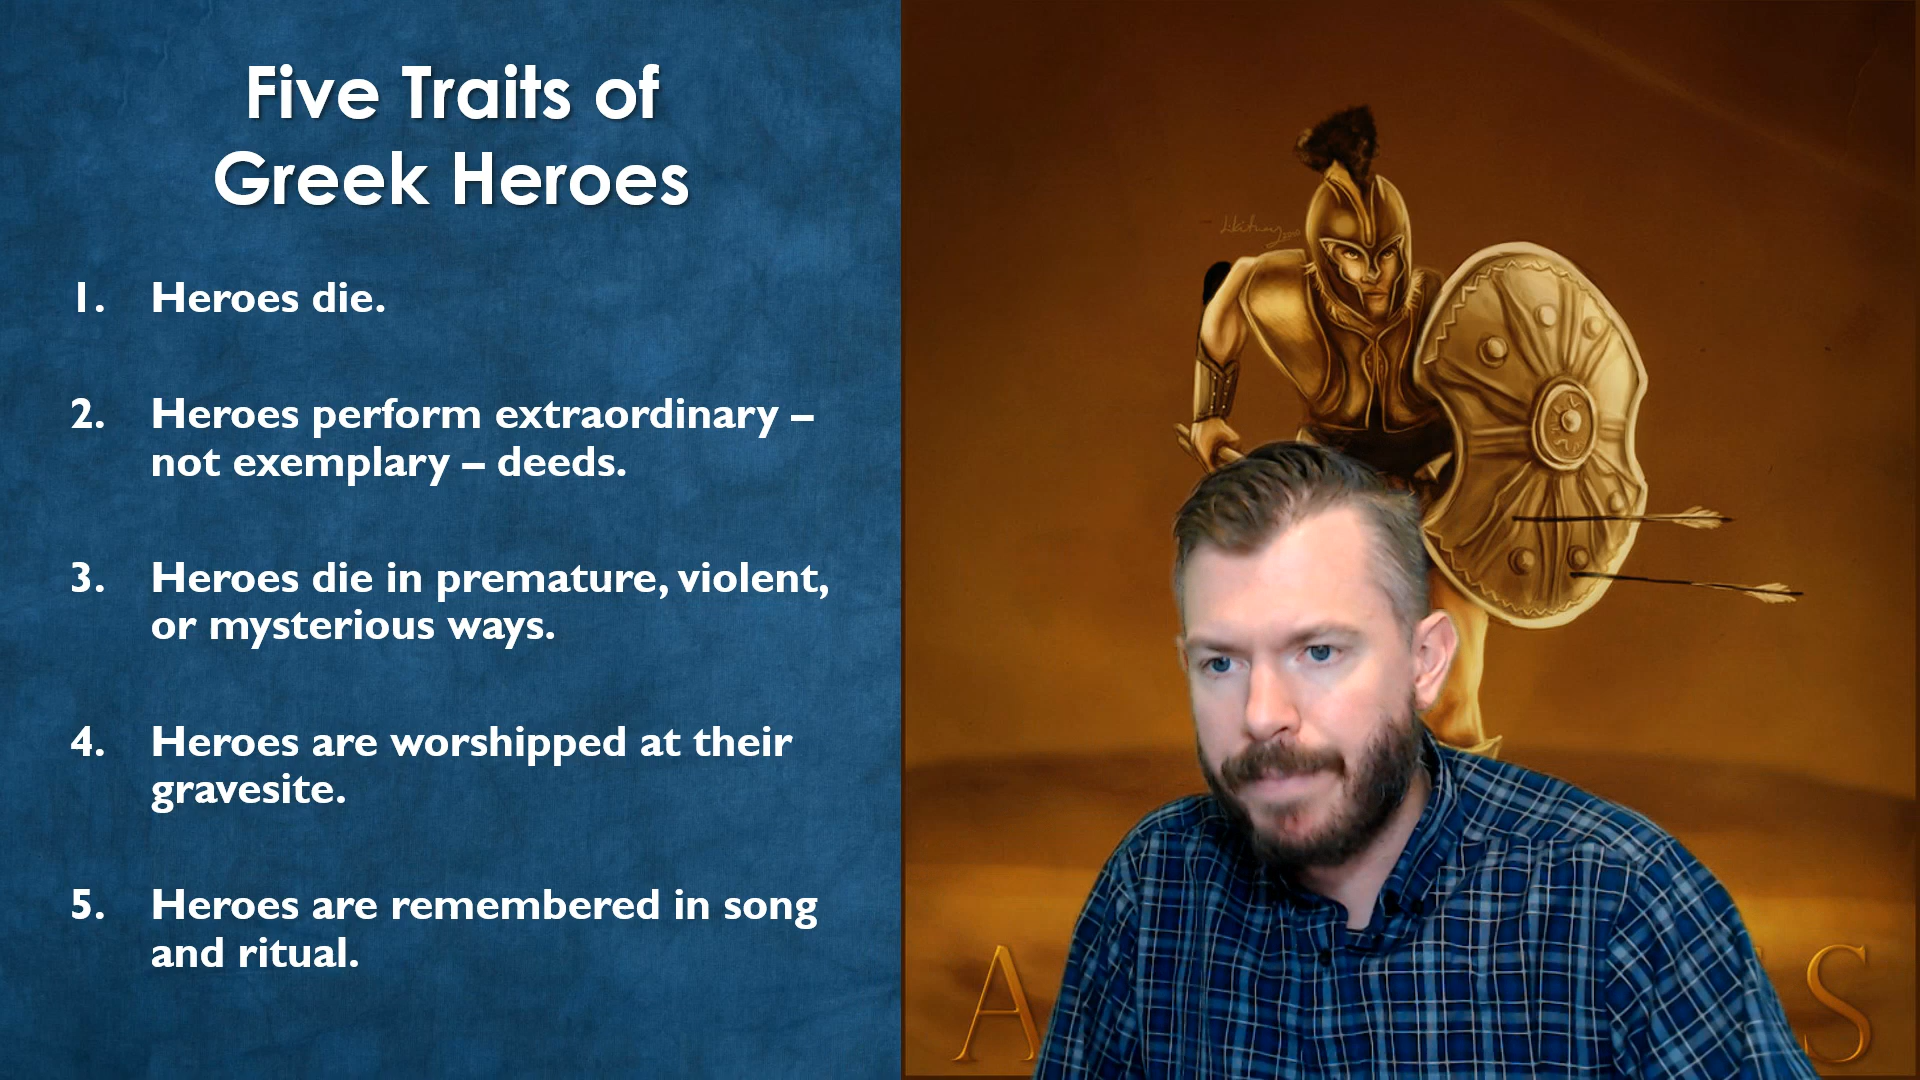 Five Traits of
Greek Heroes
1. Heroes die.
2. Heroes perform extraordinary –
not exemplary – deeds.
3. Heroes die in premature, violent,
or mysterious ways.
4. Heroes are worshipped at their
gravesite.
5. Heroes are remembered in song
and ritual.
A
S